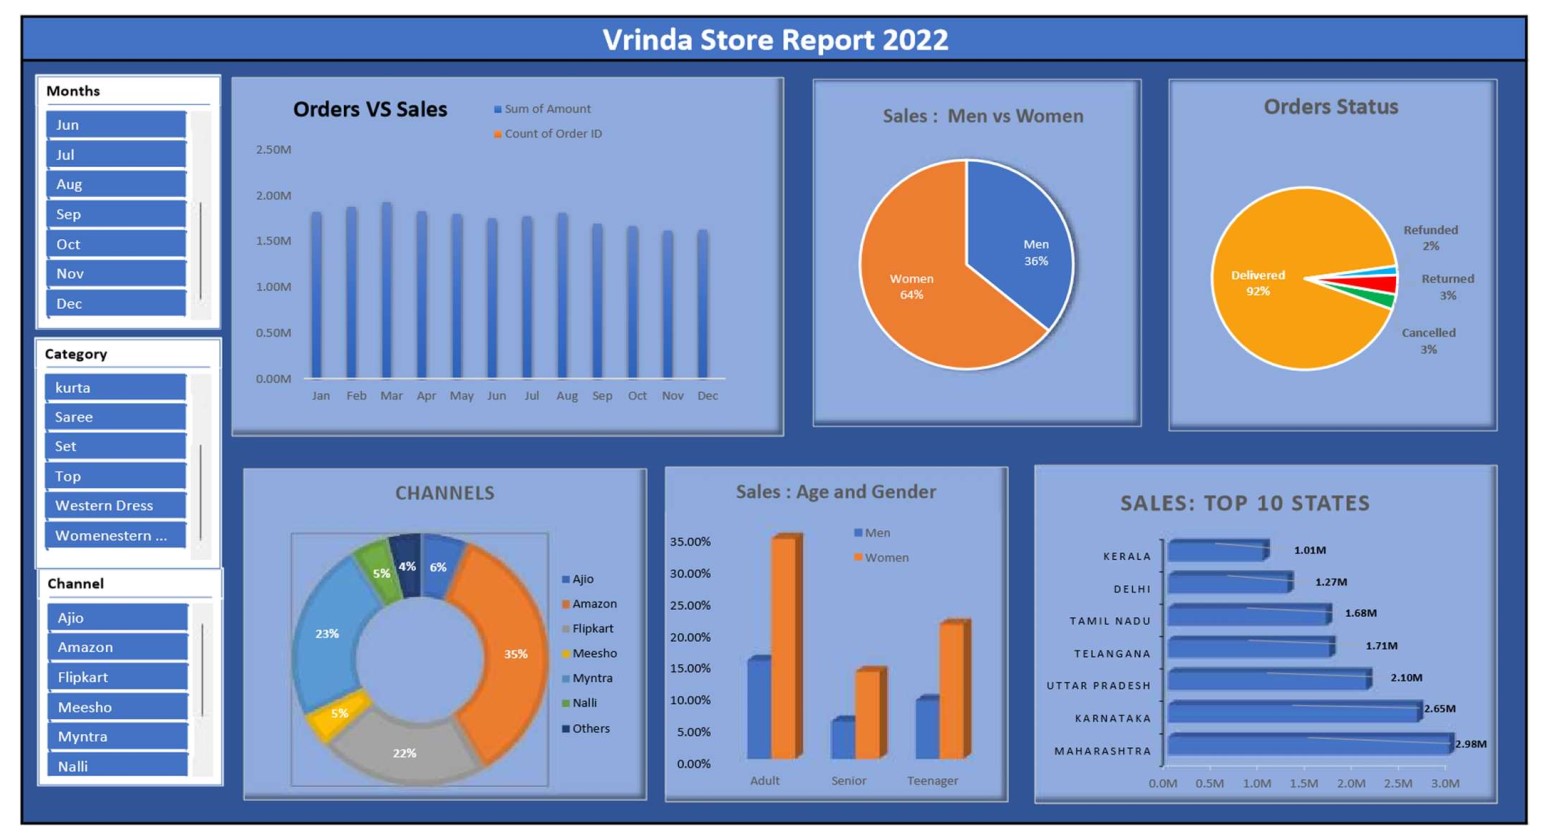 Vrinda Store Report 2022
Months
Jun
Jul
Aug
Sep
Oct
Nov
Dec
Category
kurta
Saree
Set
Top
Western Dress
Womenestern ...
Channel
Ajio
Amazon
Flipkart
Meesho
Myntra
Nalli
Orders VS Sales
Sum of Amount
Count of Order ID
2.50M
2.00M
1.50M
1.00M
0.50M
0.00M
Jan Feb Mar Apr May Jun Jul Aug Sep Oct Nov Dec
Sales : Men vs Women
Men
36%
Women
64%
Orders Status
Refunded
2%
Delivered
92%
Returned
3%
Cancelled
3%
CHANNELS
4%
6%
5%
23%
35%
5%
22%
Ajio
Amazon
Flipkart
Meesho
Myntra
Nalli
Others
Sales : Age and Gender
Men
Women
35.00%
30.00%
25.00%
20.00%
15.00%
10.00%
5.00%
0.00%
Adult Senior Teenager
SALES: TOP 10 STATES
KERALA 1.01M
DELHI 1.27M
TAMIL NADU 1.68M
TELANGANA 1.71M
UTTAR PRADESH 2.10M
KARNATAKA 2.65M
MAHARASHTRA 2.98M
0.0M 0.5M 1.0M 1.5M 2.0M 2.5M 3.0M